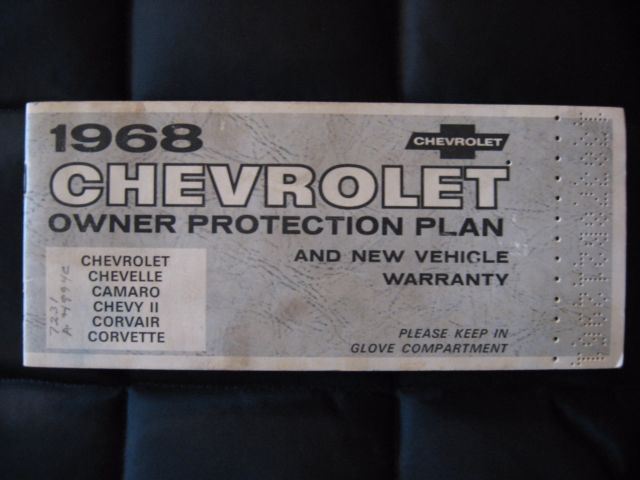 1968
CHEVROLET
CHEVROLET
OWNER PROTECTION PLAN
AND NEW VEHICLE
WARRANTY
CHEVROLET
CHEVELLE
CAMARO
CHEVY II
CORVAIR
CORVETTE
7231
PLEASE KEEP IN
GLOVE COMPARTMENT